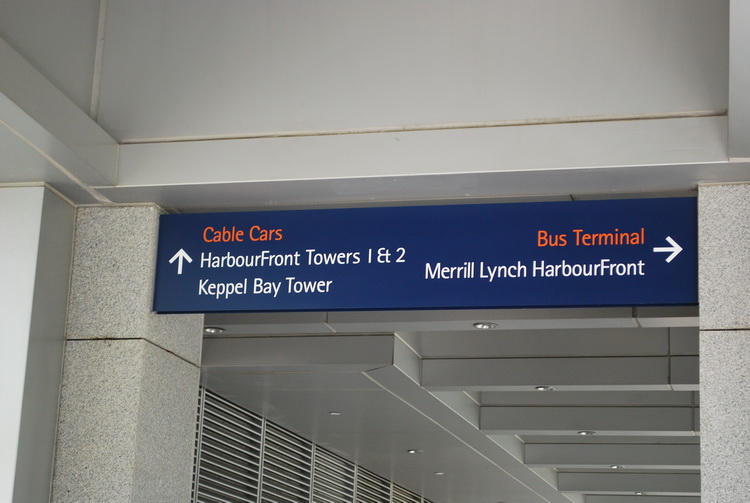 Cable Cars
HarbourFront Towers 1 & 2
Keppel Bay Tower
Bus Terminal
Merrill Lynch HarbourFront